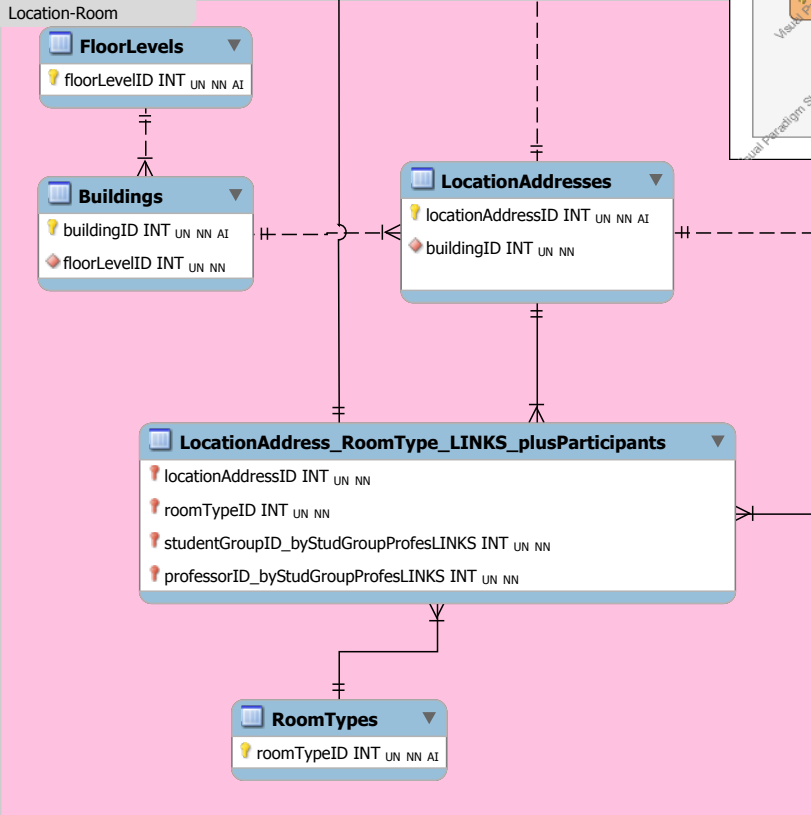 Location-Room
FloorLevels
floorLevelID INT UN NN AI
Buildings
buildingID INT UN NN AI
floorLevelID INT UN NN
LocationAddresses
locationAddressID INT UN NN AI
buildingID INT UN NN
LocationAddress_RoomType_LINKS_plusParticipants
locationAddressID INT UN NN
roomTypeID INT UN NN
studentGroupID_byStudGroupProfesLINKS INT UN NN
professorID_byStudGroupProfesLINKS INT UN NN
RoomTypes
roomTypeID INT UN NN AI